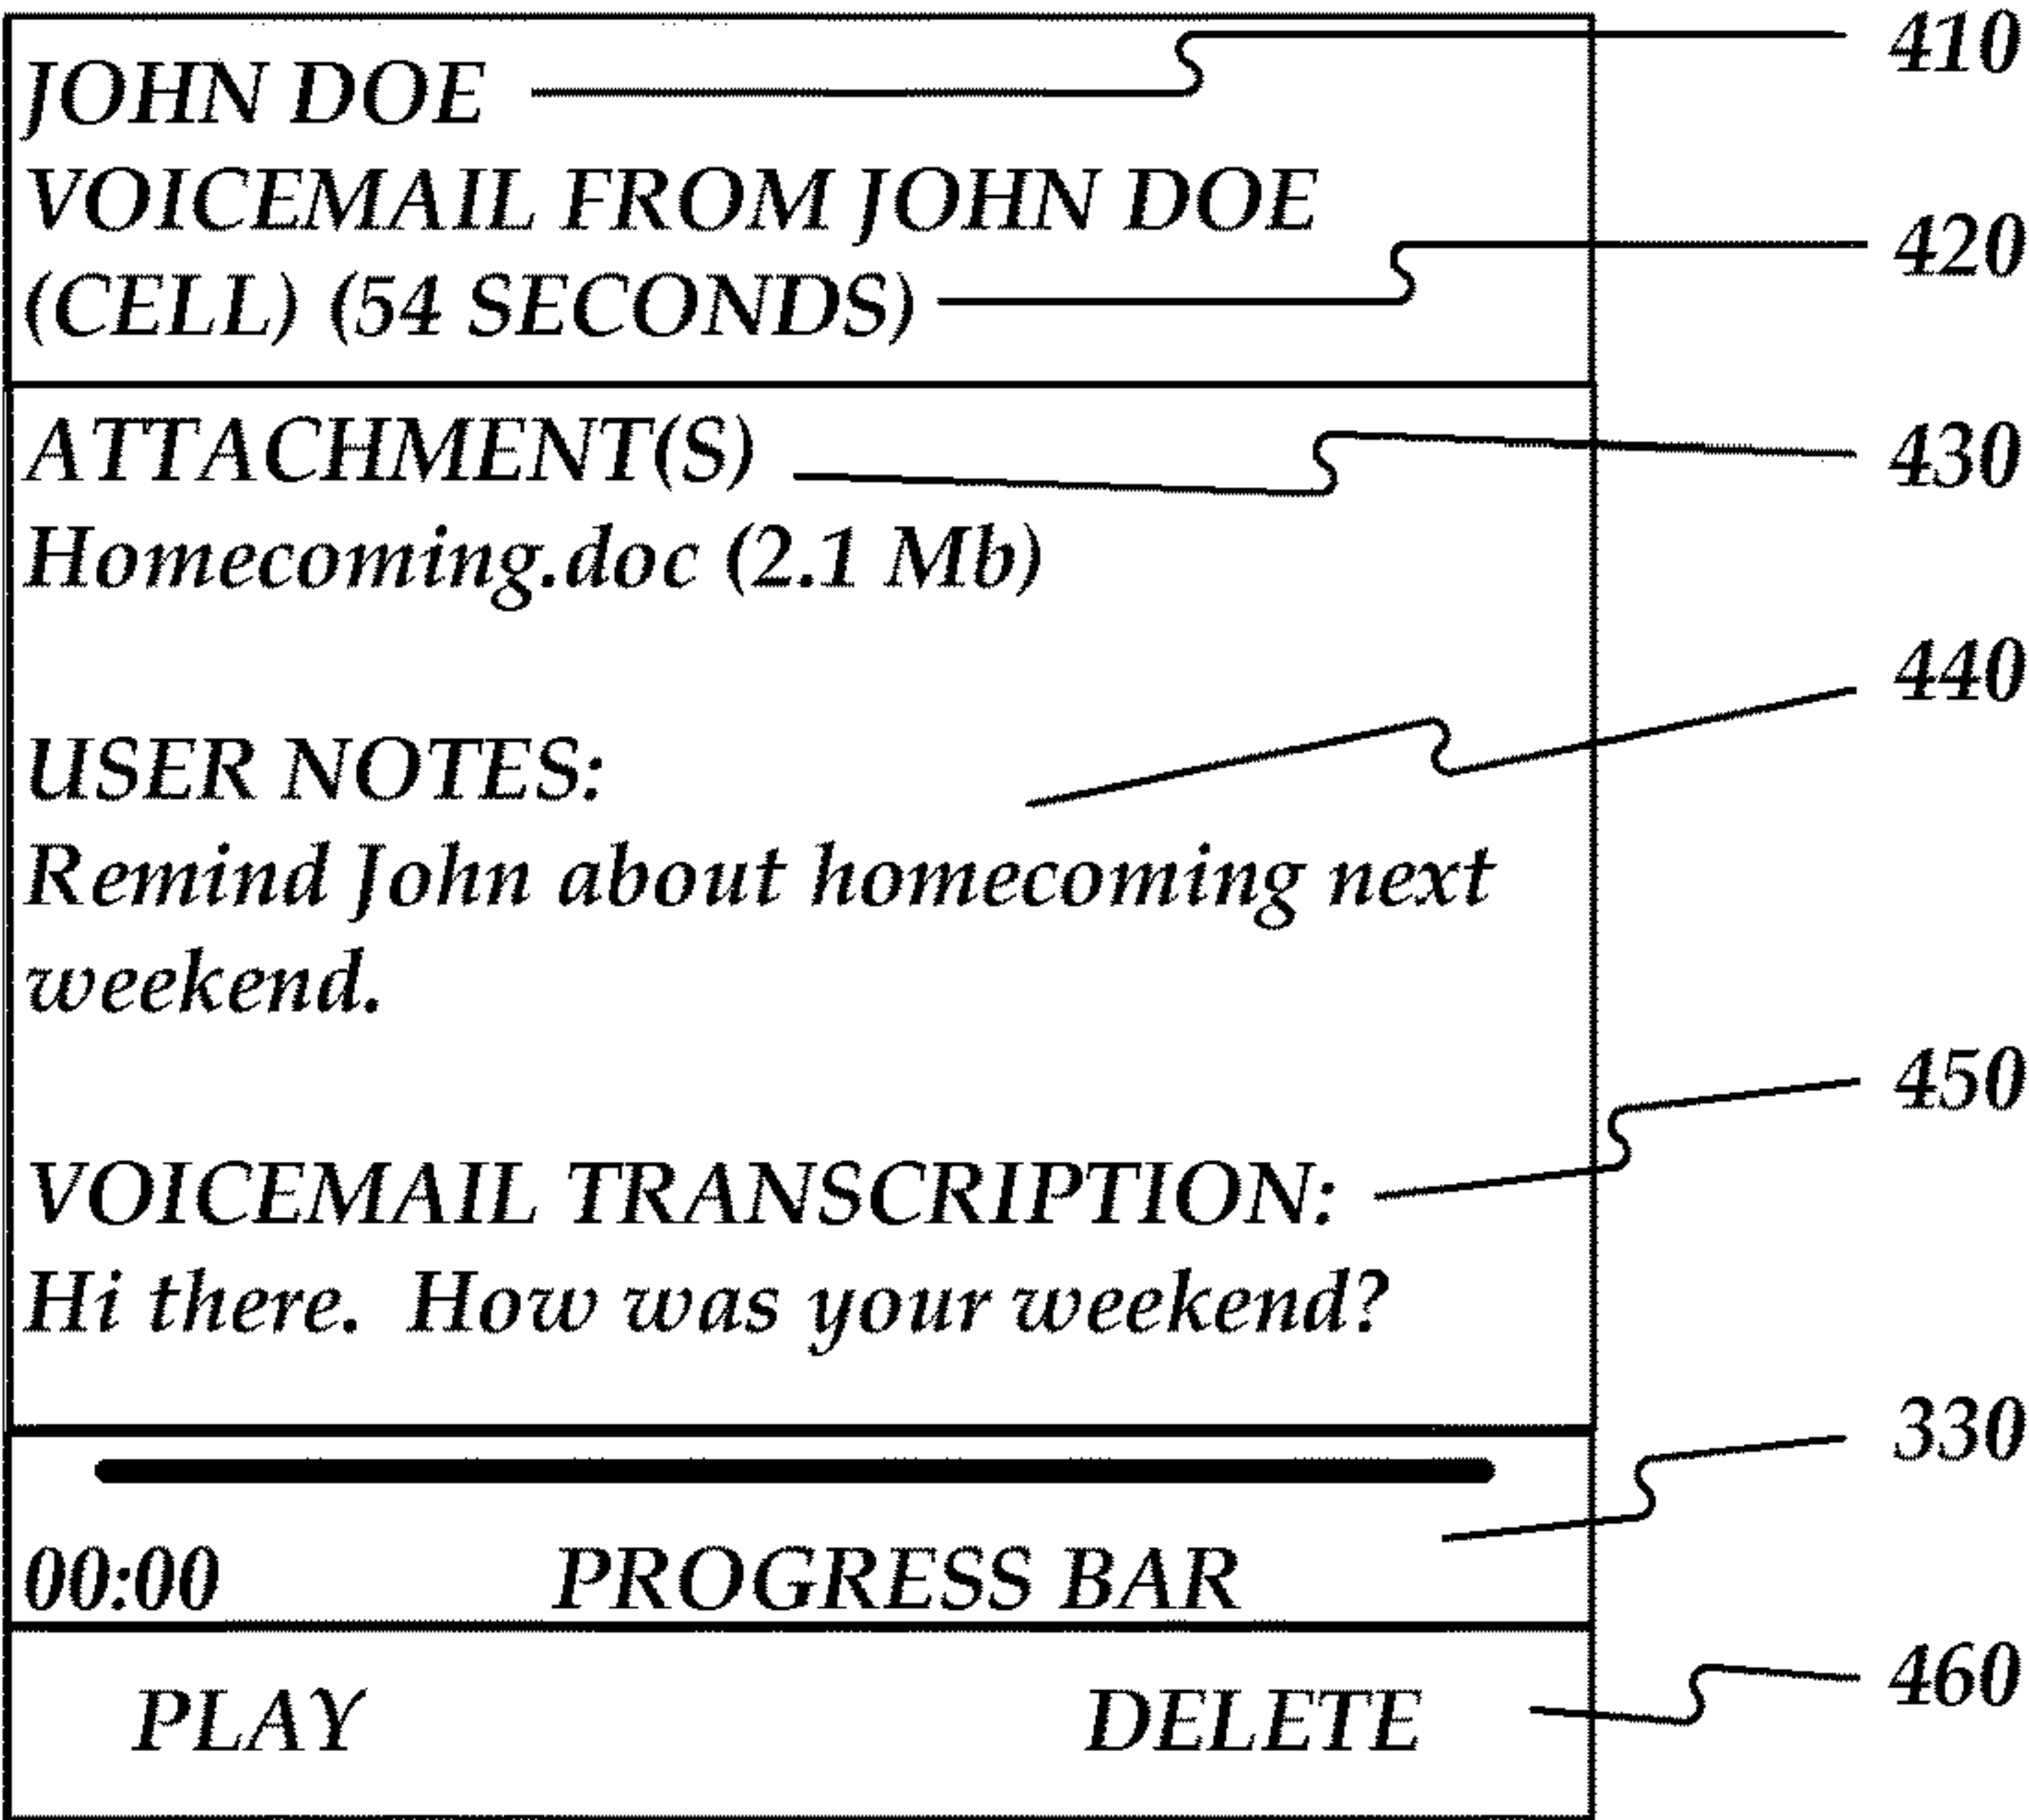 JOHN DOE
410
VOICEMAIL FROM JOHN DOE
(CELL) (54 SECONDS)
420
ATTACHMENT(S)
430
Homecoming.doc (2.1 Mb)
440
USER NOTES:
Remind John about homecoming next
weekend.
450
VOICEMAIL TRANSCRIPTION:
Hi there. How was your weekend?
330
00:00 PROGRESS BAR
PLAY DELETE
460